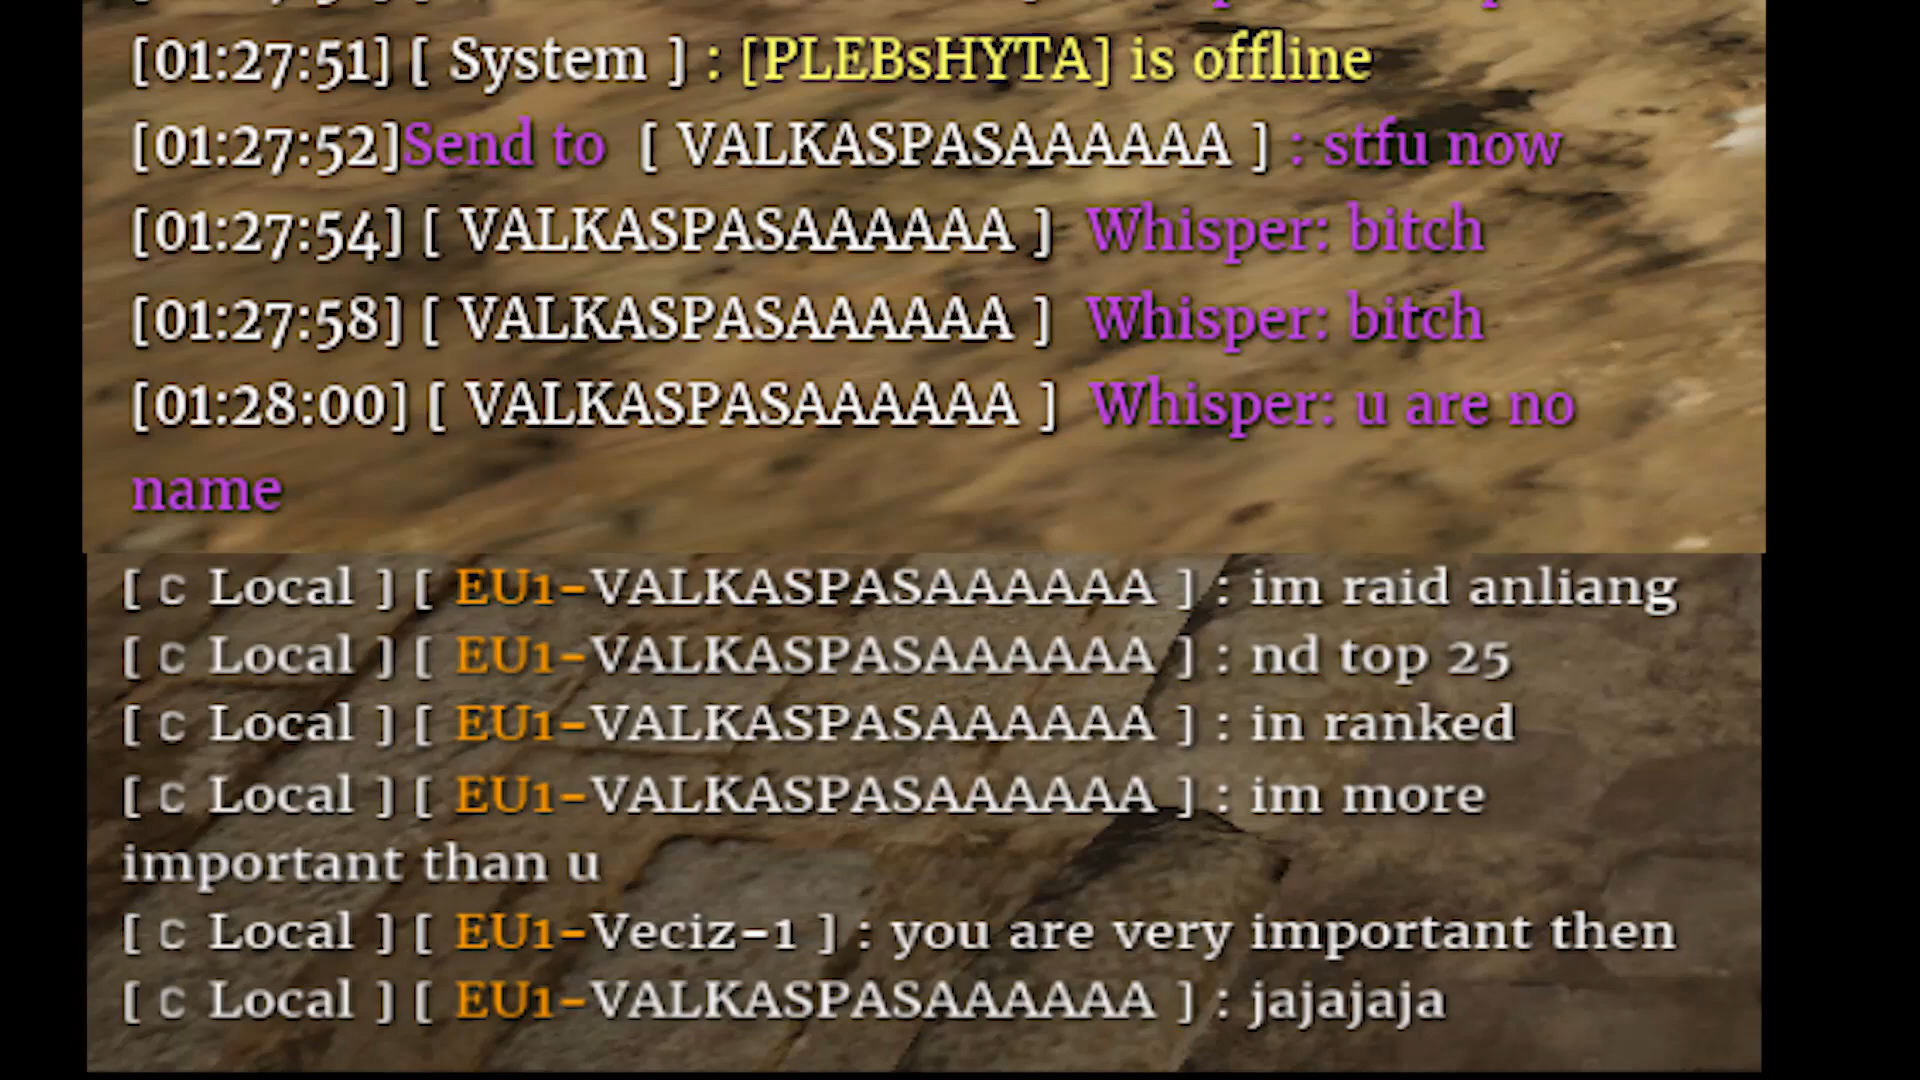 [01:27:51] [ System ] : [PLEBsHYTA] is offline
[01:27:52]Send to [ VALKASPASAAAAAA ] : stfu now
[01:27:54] [ VALKASPASAAAAAA ] Whisper: bitch
[01:27:58] [ VALKASPASAAAAAA ] Whisper: bitch
[01:28:00] [ VALKASPASAAAAAA ] Whisper: u are no
name
[ c Local ] [ EU1-VALKASPASAAAAAA ] : im raid anliang
[ c Local ] [ EU1-VALKASPASAAAAAA ] : nd top 25
[ c Local ] [ EU1-VALKASPASAAAAAA ] : in ranked
[ c Local ] [ EU1-VALKASPASAAAAAA ] : im more
important than u
[ c Local ] [ EU1-Veciz-1 ] : you are very important then
[ c Local ] [ EU1-VALKASPASAAAAAA ] : jajajaja